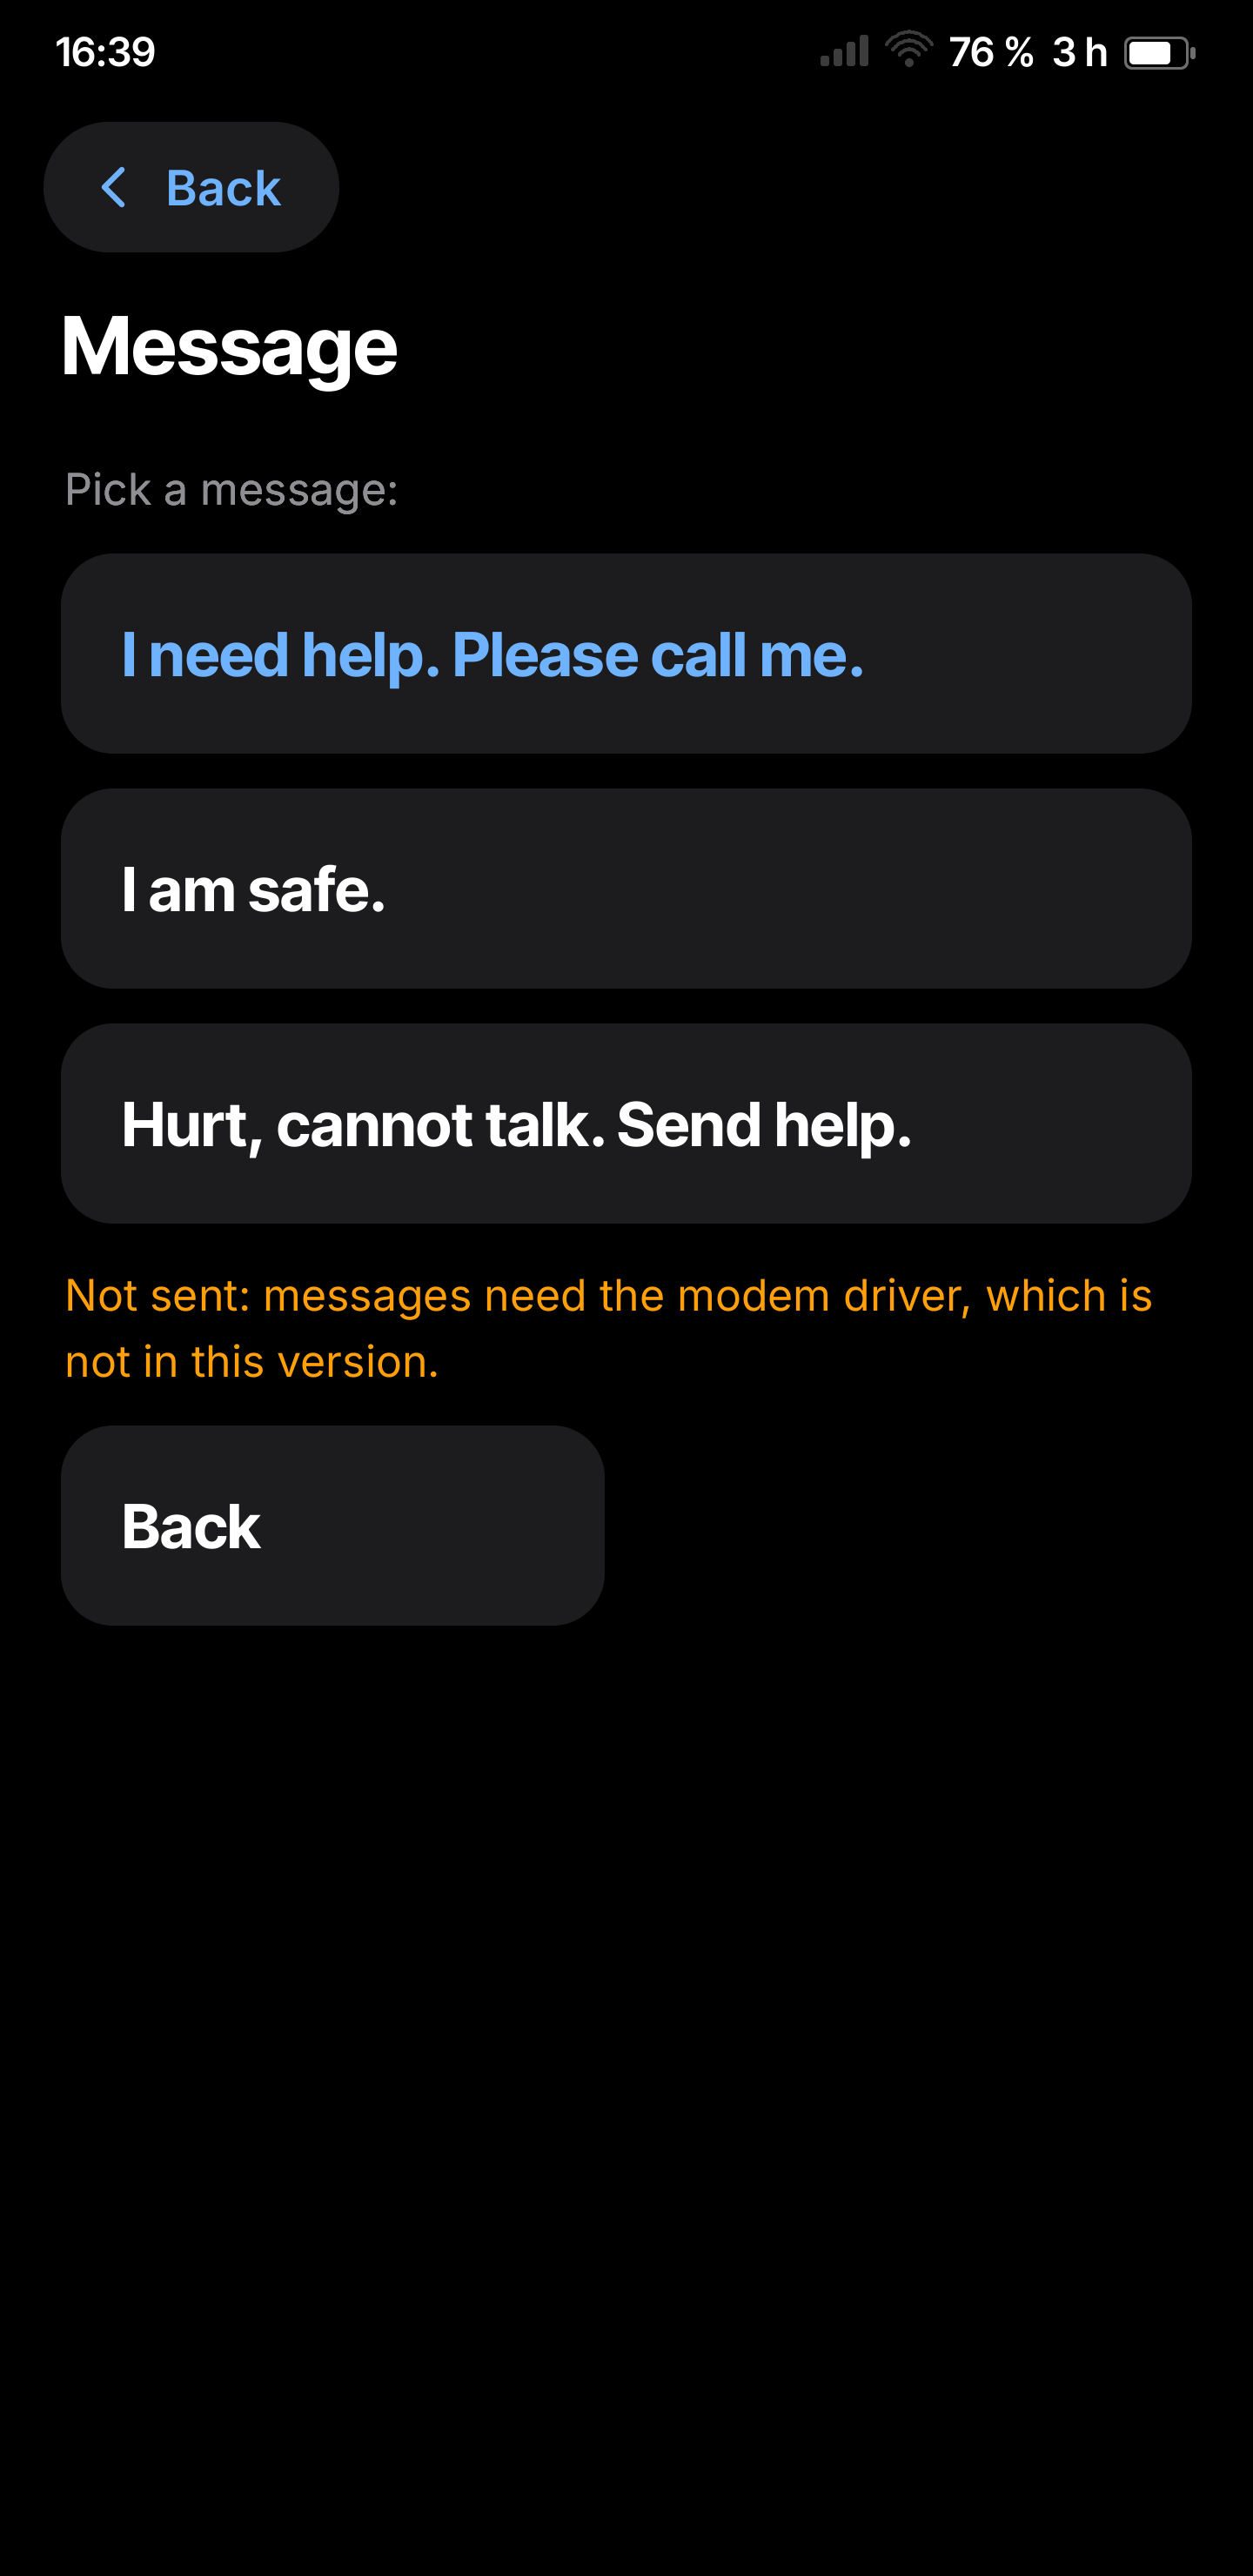 16:39 76 % 3 h
Back
Message
Pick a message:
I need help. Please call me.
I am safe.
Hurt, cannot talk. Send help.
Not sent: messages need the modem driver, which is
not in this version.
Back